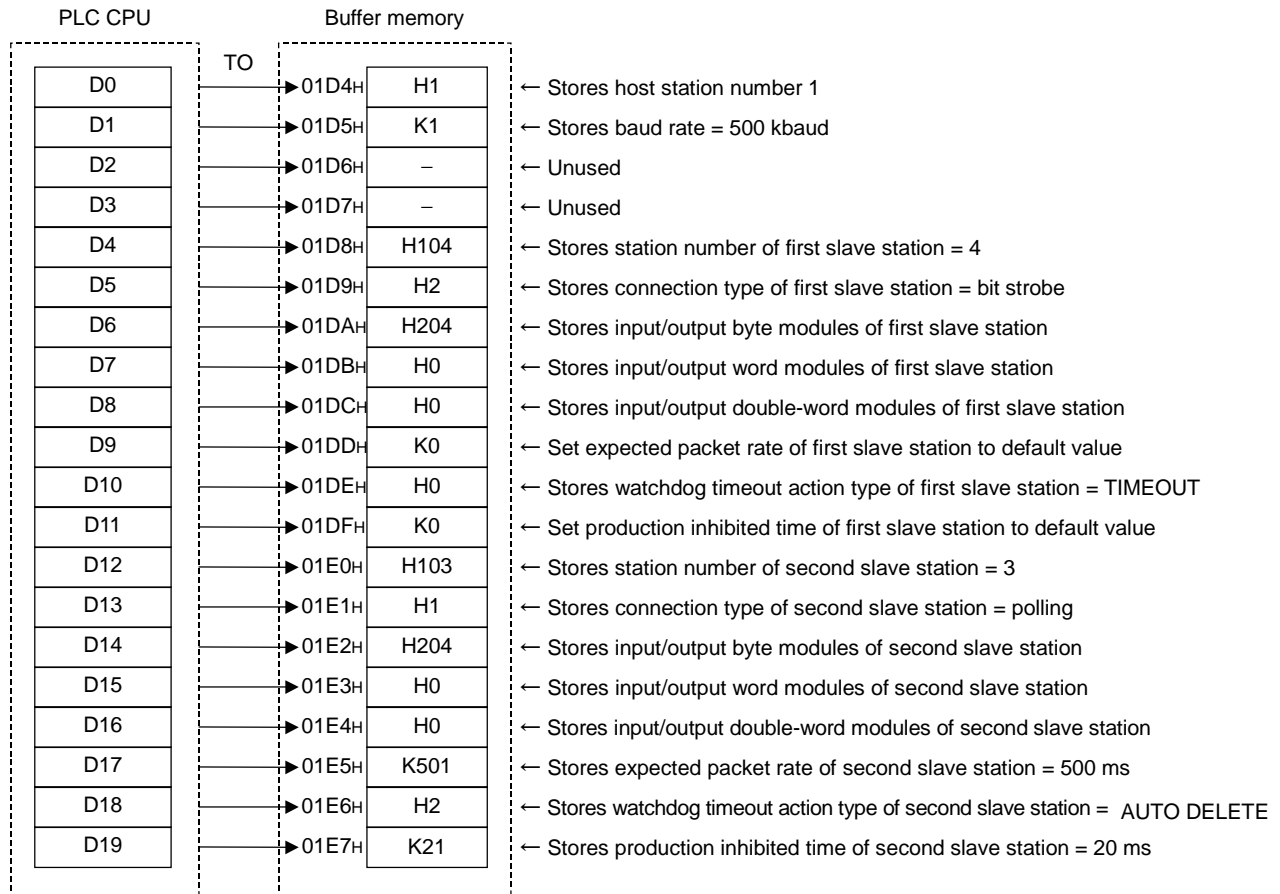 PLC CPU Buffer memory
TO
D0 01D4H H1 ← Stores host station number 1
D1 01D5H K1 ← Stores baud rate = 500 kbaud
D2 01D6H – ← Unused
D3 01D7H – ← Unused
D4 01D8H H104 ← Stores station number of first slave station = 4
D5 01D9H H2 ← Stores connection type of first slave station = bit strobe
D6 01DAH H204 ← Stores input/output byte modules of first slave station
D7 01DBH H0 ← Stores input/output word modules of first slave station
D8 01DCH H0 ← Stores input/output double-word modules of first slave station
D9 01DDH K0 ← Set expected packet rate of first slave station to default value
D10 01DEH H0 ← Stores watchdog timeout action type of first slave station = TIMEOUT
D11 01DFH K0 ← Set production inhibited time of first slave station to default value
D12 01E0H H103 ← Stores station number of second slave station = 3
D13 01E1H H1 ← Stores connection type of second slave station = polling
D14 01E2H H204 ← Stores input/output byte modules of second slave station
D15 01E3H H0 ← Stores input/output word modules of second slave station
D16 01E4H H0 ← Stores input/output double-word modules of second slave station
D17 01E5H K501 ← Stores expected packet rate of second slave station = 500 ms
D18 01E6H H2 ← Stores watchdog timeout action type of second slave station = AUTO DELETE
D19 01E7H K21 ← Stores production inhibited time of second slave station = 20 ms